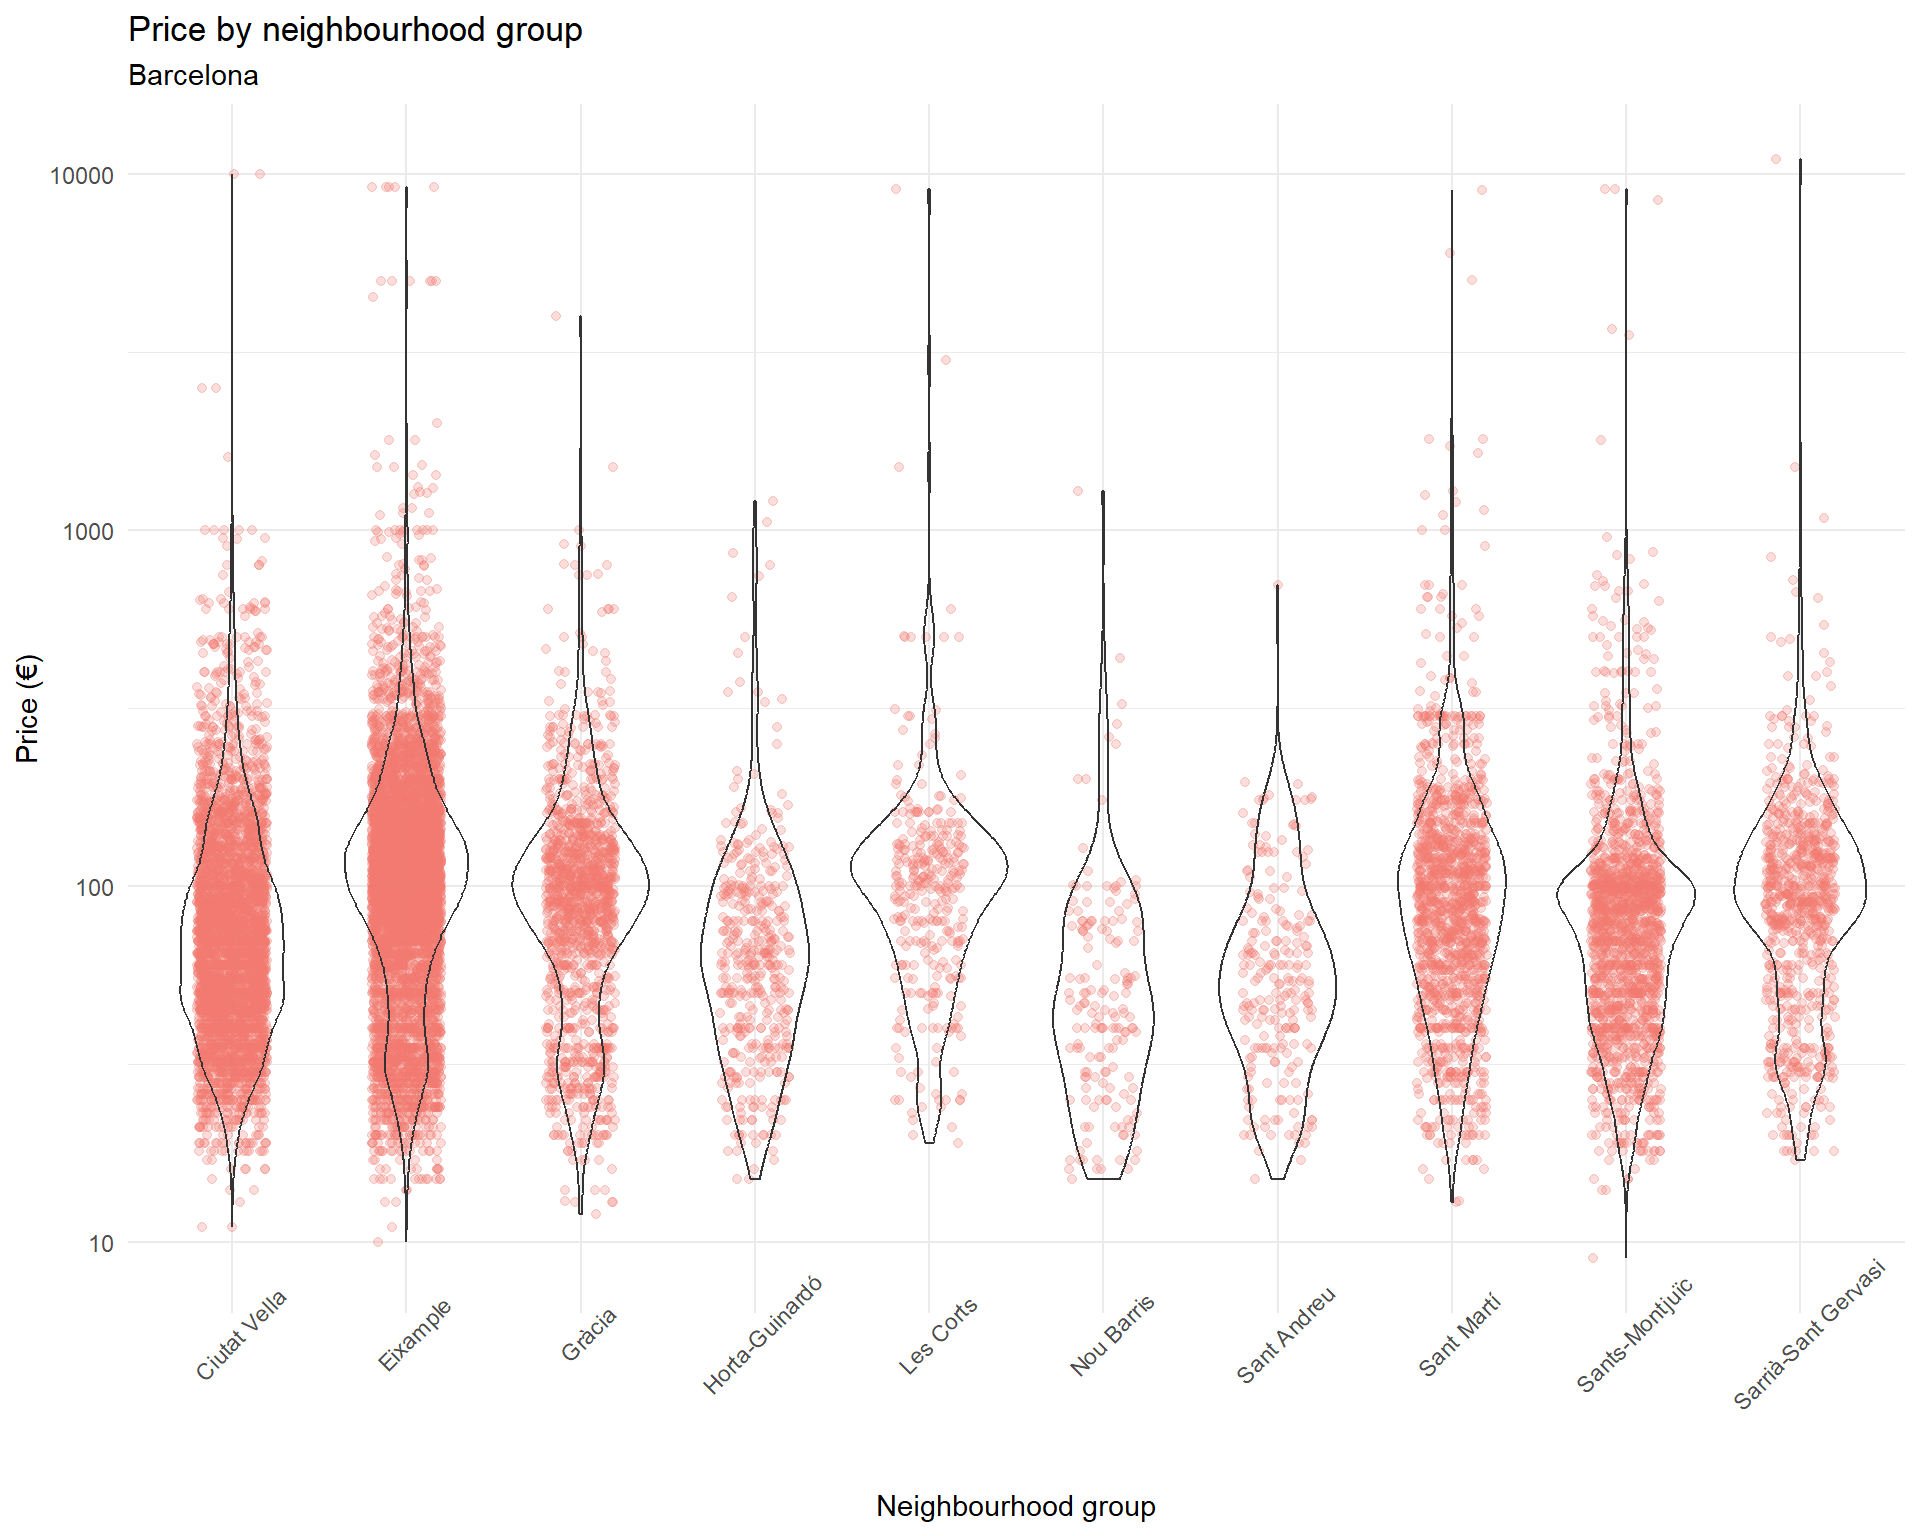 Price by neighbourhood group
Barcelona
10000
1000
100
10
Price (€)
Ciutat Vella
Eixample
Gràcia
Horta-Guinardó
Les Corts
Nou Barris
Sant Andreu
Sant Martí
Sants-Montjuïc
Sarrià-Sant Gervasi
Neighbourhood group